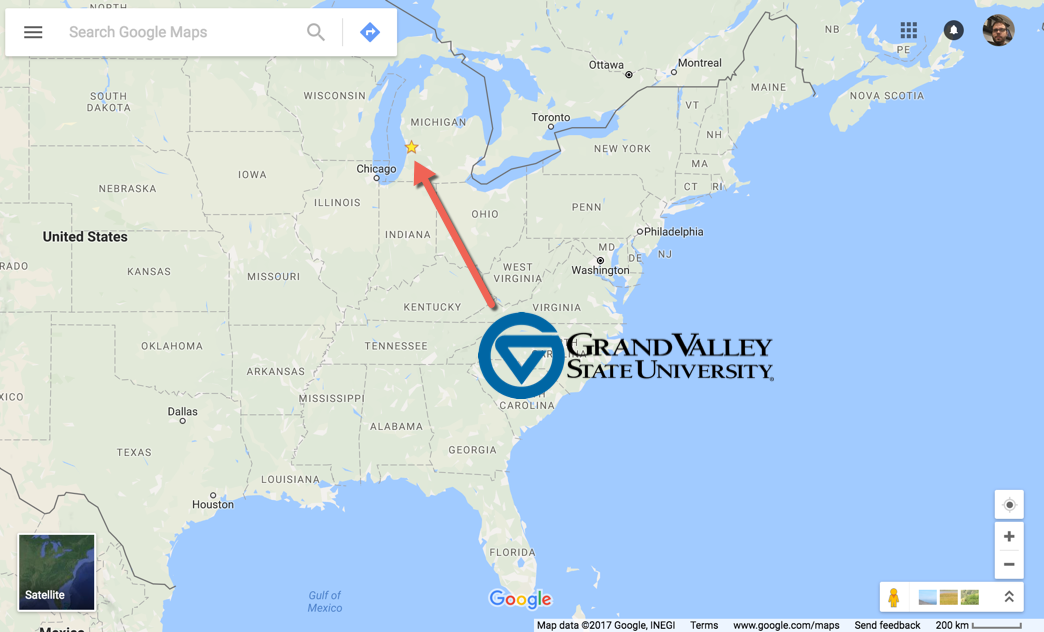 NORTH
Search Google Maps
Ottawa
Montreal
NB
PE
MAINE
NOVA SCOTIA
SOUTH
DAKOTA
WISCONSIN
MICHIGAN
Toronto
VT
NH
NEW YORK
MA
CT
RI
Chicago
IOWA
NEBRASKA
ILLINOIS
OHIO
PENN
INDIANA
Philadelphia
United States
MD
DE
NJ
RADO
KANSAS
MISSOURI
WEST
VIRGINIA
Washington
KENTUCKY
VIRGINIA
OKLAHOMA
TENNESSEE
GRAND VALLEY
STATE UNIVERSITY
ARKANSAS
MISSISSIPPI
CAROLINA
XICO
Dallas
ALABAMA
TEXAS
GEORGIA
LOUISIANA
Houston
FLORIDA
Satellite
Gulf of
Mexico
Google
Map data ©2017 Google, INEGI Terms www.google.com/maps Send feedback 200 km